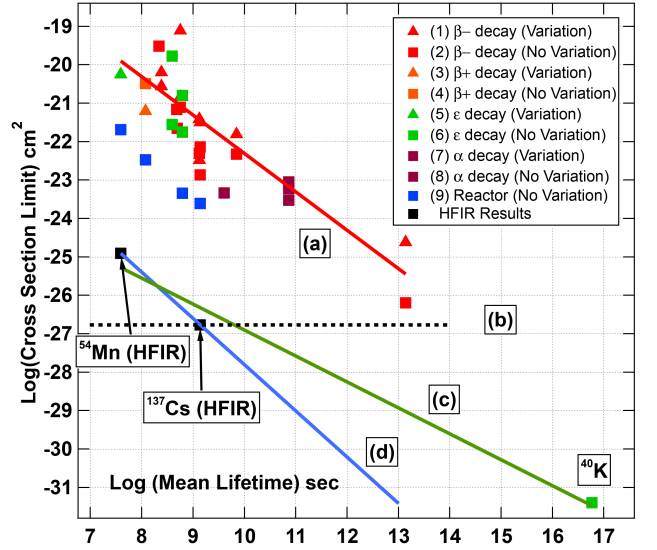 Log(Cross Section Limit) cm²
-19
-20
-21
-22
-23
-24
-25
-26
-27
-28
-29
-30
-31
(1) β− decay (Variation)
(2) β− decay (No Variation)
(3) β+ decay (Variation)
(4) β+ decay (No Variation)
(5) ε decay (Variation)
(6) ε decay (No Variation)
(7) α decay (Variation)
(8) α decay (No Variation)
(9) Reactor (No Variation)
HFIR Results
(a)
(b)
⁵⁴Mn (HFIR)
¹³⁷Cs (HFIR)
(c)
(d)
⁴⁰K
Log (Mean Lifetime) sec
7 8 9 10 11 12 13 14 15 16 17